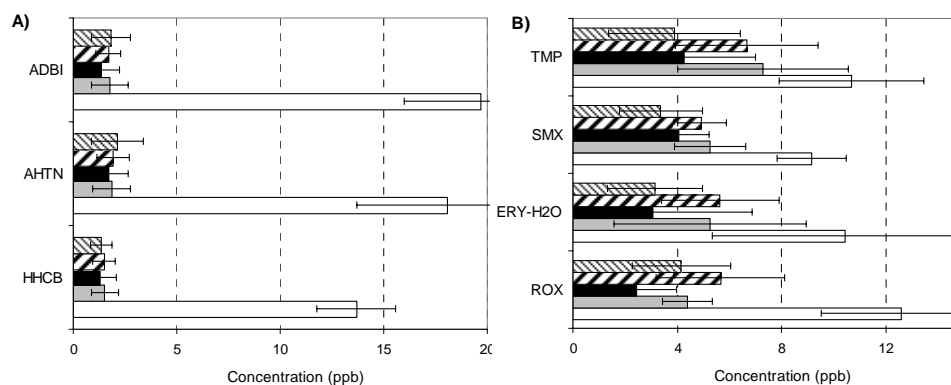 A)
ADBI
AHTN
HHCB
0 5 10 15 20
Concentration (ppb)
B)
TMP
SMX
ERY-H2O
ROX
0 4 8 12
Concentration (ppb)